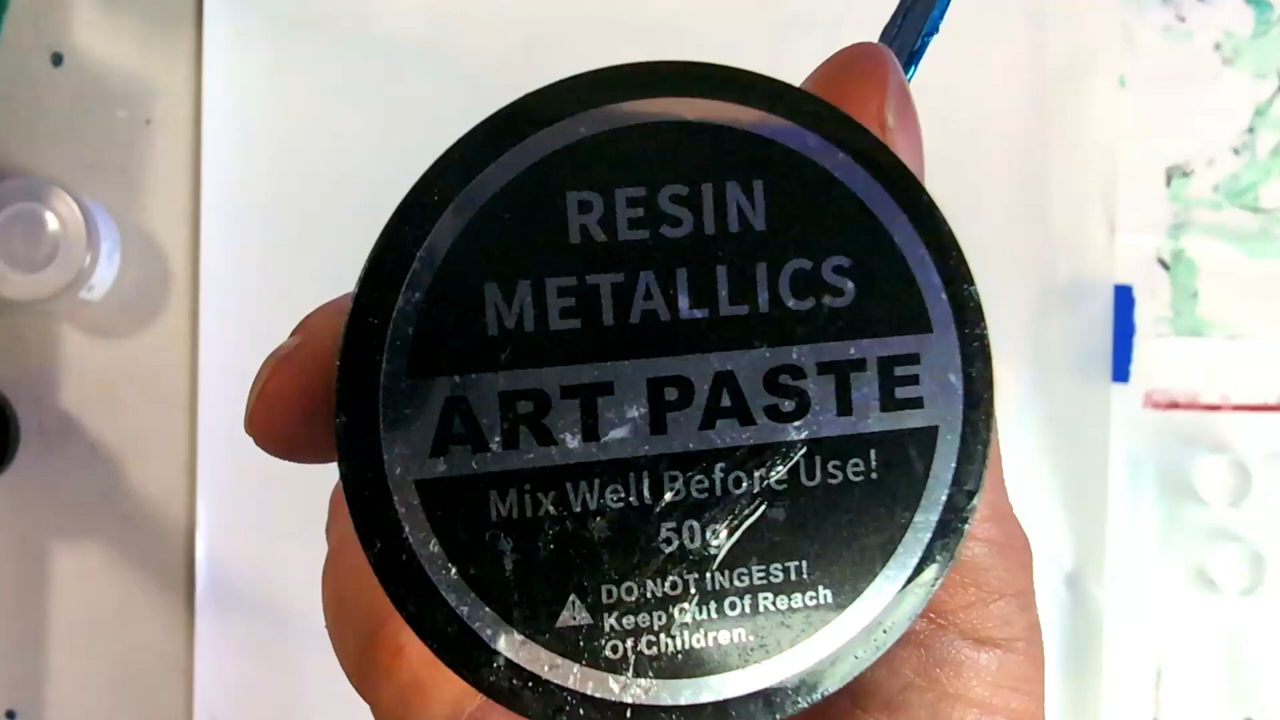 RESIN
METALLICS
ART PASTE
Mix Well Before Use!
50g
DO NOT INGEST!
Keep Out Of Reach
Of Children.